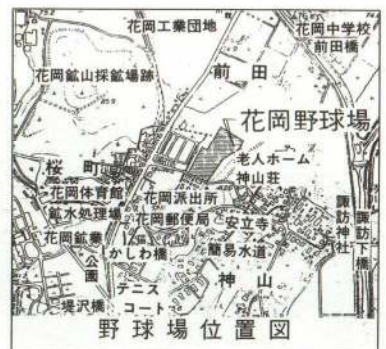 花岡工業団地
花岡中学校
前田橋
花岡鉱山採鉱場跡
前田
花岡野球場
桜町
老人ホーム
神山荘
花岡体育館
花岡派出所
鉱水処理場
花岡郵便局
安立寺
諏訪神社
諏訪下橋
花岡鉱業
かしわ橋
簡易水道
公園
テニス
コート
神山
堤沢橋
野球場位置図